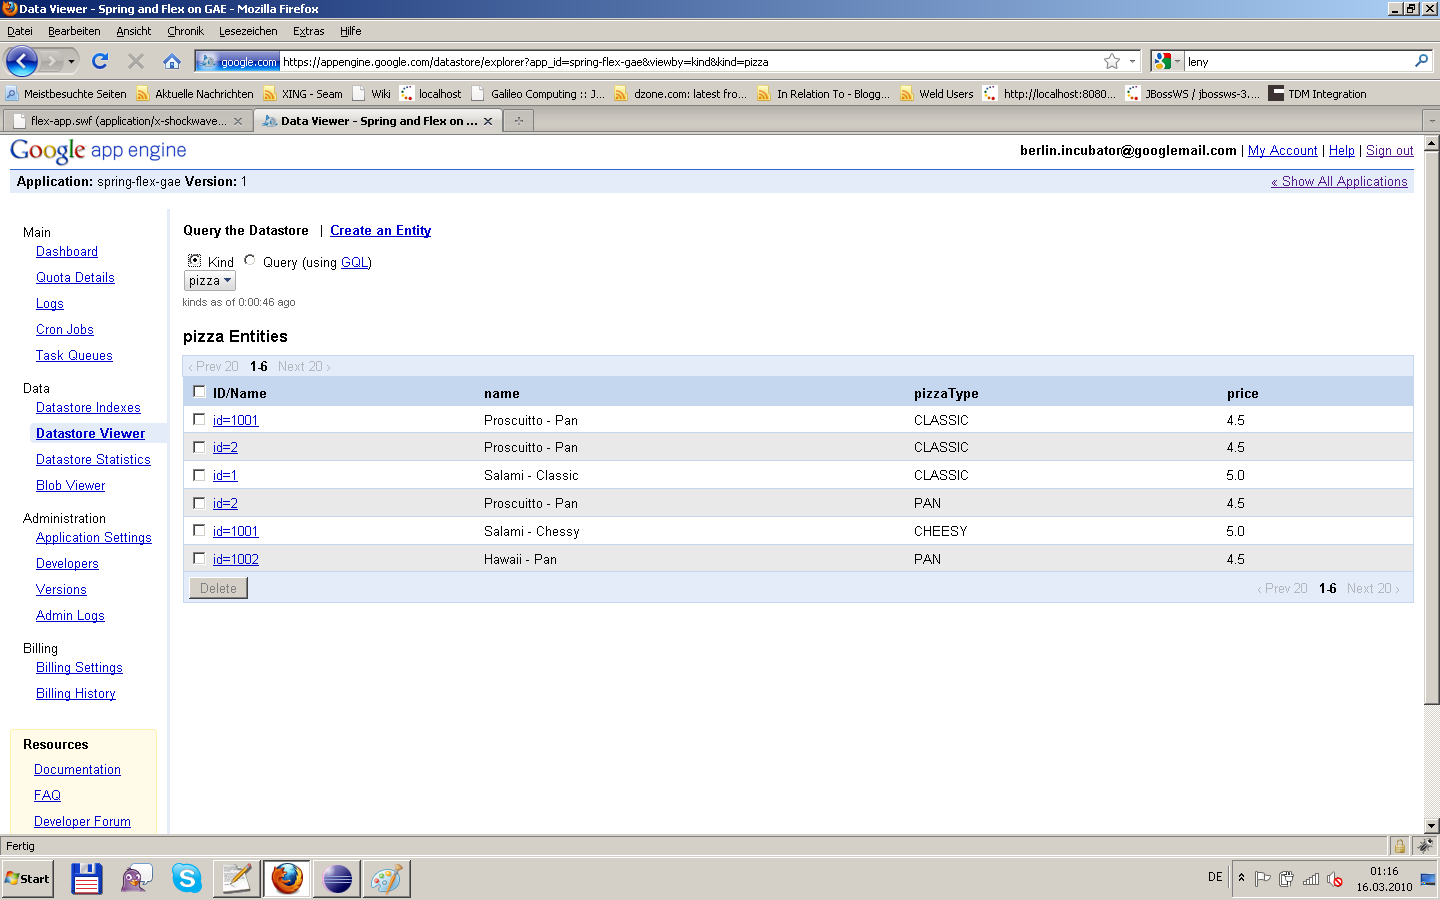 Data Viewer - Spring and Flex on GAE - Mozilla Firefox
Datei Bearbeiten Ansicht Chronik Lesezeichen Extras Hilfe
google.com https://appengine.google.com/datastore/explorer?app_id=spring-flex-gae&viewby=kind&kind=pizza leny
Meistbesuchte Seiten Aktuelle Nachrichten XING - Seam Wiki localhost Galileo Computing :: J... dzone.com: latest fro... In Relation To - Blogg... Weld Users http://localhost:8080... JBossWS / jbossws-3.... TDM Integration
flex-app.swf (application/x-shockwave... Data Viewer - Spring and Flex on ...
Google app engine
berlin.incubator@googlemail.com | My Account | Help | Sign out
Application: spring-flex-gae Version: 1
« Show All Applications
Main
Dashboard
Quota Details
Logs
Cron Jobs
Task Queues
Data
Datastore Indexes
Datastore Viewer
Datastore Statistics
Blob Viewer
Administration
Application Settings
Developers
Versions
Admin Logs
Billing
Billing Settings
Billing History
Resources
Documentation
FAQ
Developer Forum
Query the Datastore | Create an Entity
Kind Query (using GQL)
pizza
kinds as of 0:00:46 ago
pizza Entities
‹ Prev 20 1-6 Next 20 ›
ID/Name name pizzaType price
id=1001 Proscuitto - Pan CLASSIC 4.5
id=2 Proscuitto - Pan CLASSIC 4.5
id=1 Salami - Classic CLASSIC 5.0
id=2 Proscuitto - Pan PAN 4.5
id=1001 Salami - Chessy CHEESY 5.0
id=1002 Hawaii - Pan PAN 4.5
Delete
‹ Prev 20 1-6 Next 20 ›
Fertig
Start
DE
01:16
16.03.2010